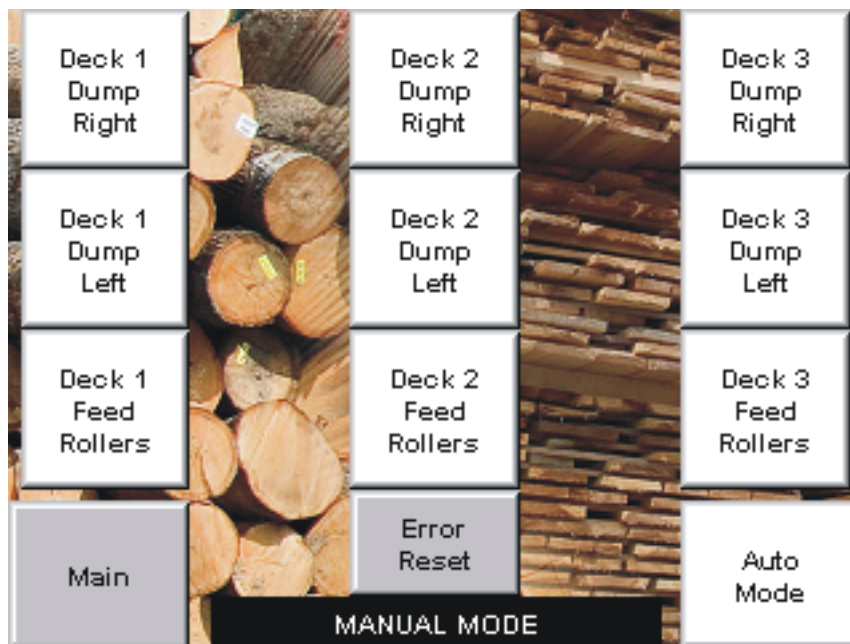 Deck 1
Dump
Right
Deck 2
Dump
Right
Deck 3
Dump
Right
Deck 1
Dump
Left
Deck 2
Dump
Left
Deck 3
Dump
Left
Deck 1
Feed
Rollers
Deck 2
Feed
Rollers
Deck 3
Feed
Rollers
Main
Error
Reset
Auto
Mode
MANUAL MODE